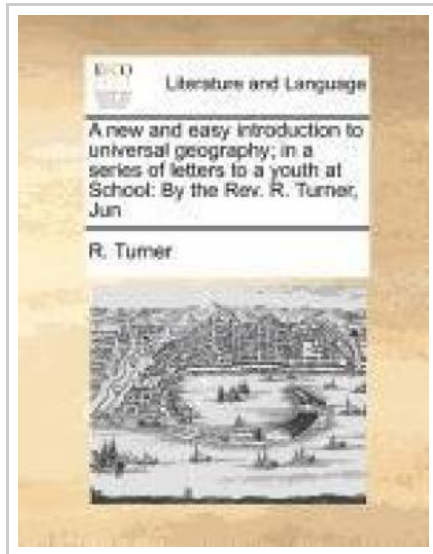 ECCO
Literature and Language
A new and easy introduction to
universal geography; in a
series of letters to a youth at
School: By the Rev. R. Turner,
Jun
R. Turner